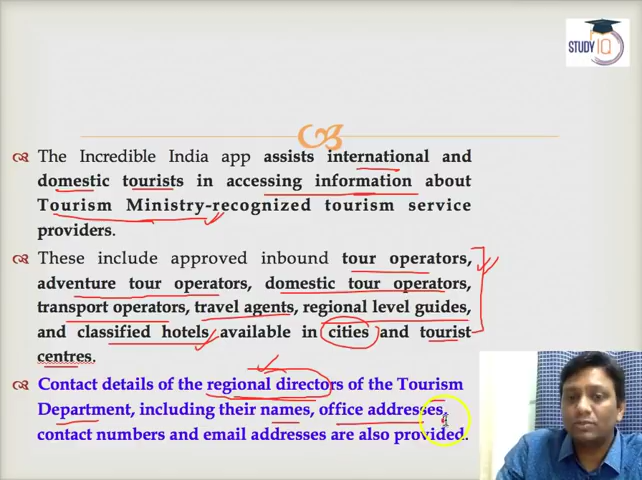 STUDY IQ
The Incredible India app assists international and
domestic tourists in accessing information about
Tourism Ministry-recognized tourism service
providers.
These include approved inbound tour operators,
adventure tour operators, domestic tour operators,
transport operators, travel agents, regional level guides,
and classified hotels available in cities and tourist
centres.
Contact details of the regional directors of the Tourism
Department, including their names, office addresses,
contact numbers and email addresses are also provided.